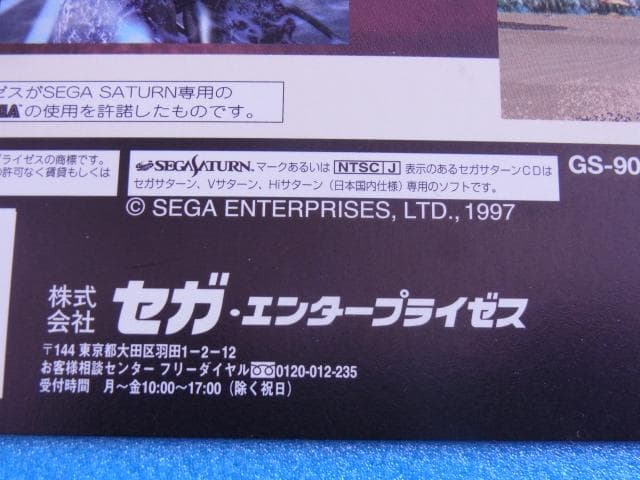 ゼスがSEGA SATURN専用の
の使用を許諾したものです。
ライゼスの商標です。
許可なく賃貸もしくは
SEGASATURN.マークあるいは NTSC J 表示のあるセガサターンCDは
セガサターン、Vサターン、Hiサターン（日本国内仕様）専用のソフトです。
GS-90
© SEGA ENTERPRISES, LTD., 1997
株式会社 セガ・エンタープライゼス
〒144 東京都大田区羽田1−2−12
お客様相談センター フリーダイヤル 0120-012-235
受付時間 月〜金10:00〜17:00（除く祝日）